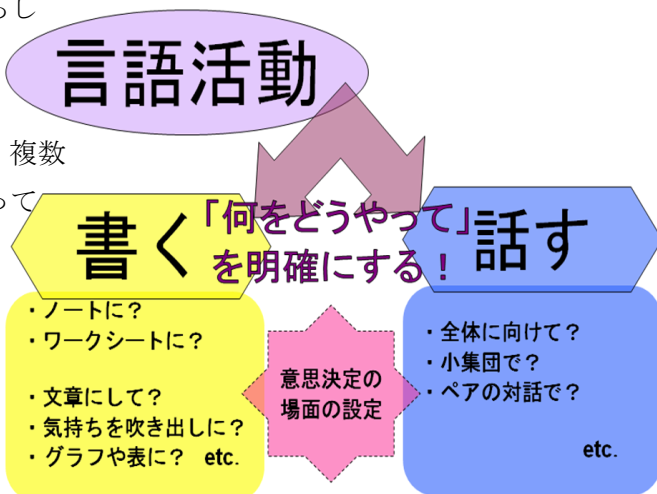 らし
言語活動
複数
って
「何をどうやって」
を明確にする！
書く
話す
・ノートに？
・ワークシートに？
・文章にして？
・気持ちを吹き出しに？
・グラフや表に？ etc.
意思決定の
場面の設定
・全体に向けて？
・小集団で？
・ペアの対話で？
etc.